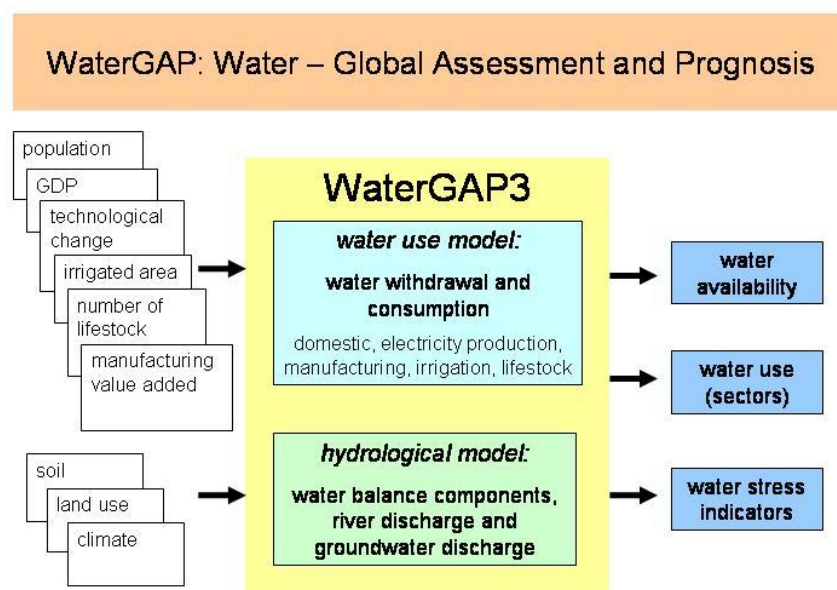 WaterGAP: Water – Global Assessment and Prognosis
population
GDP
technological
change
irrigated area
number of
lifestock
manufacturing
value added
soil
land use
climate
WaterGAP3
water use model:
water withdrawal and
consumption
domestic, electricity production,
manufacturing, irrigation, lifestock
hydrological model:
water balance components,
river discharge and
groundwater discharge
water
availability
water use
(sectors)
water stress
indicators